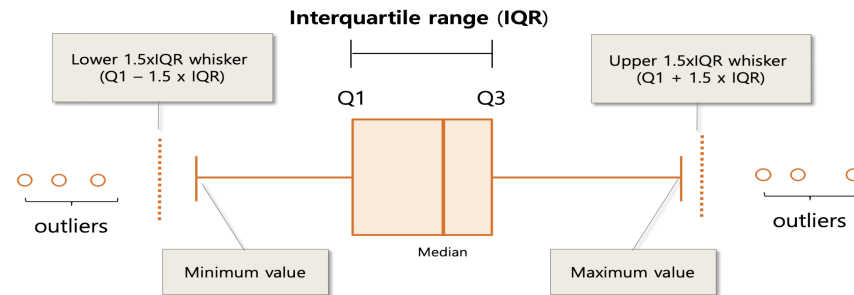 Interquartile range (IQR)
Lower 1.5xIQR whisker
(Q1 – 1.5 x IQR)
Upper 1.5xIQR whisker
(Q1 + 1.5 x IQR)
Q1
Q3
outliers
outliers
Median
Minimum value
Maximum value